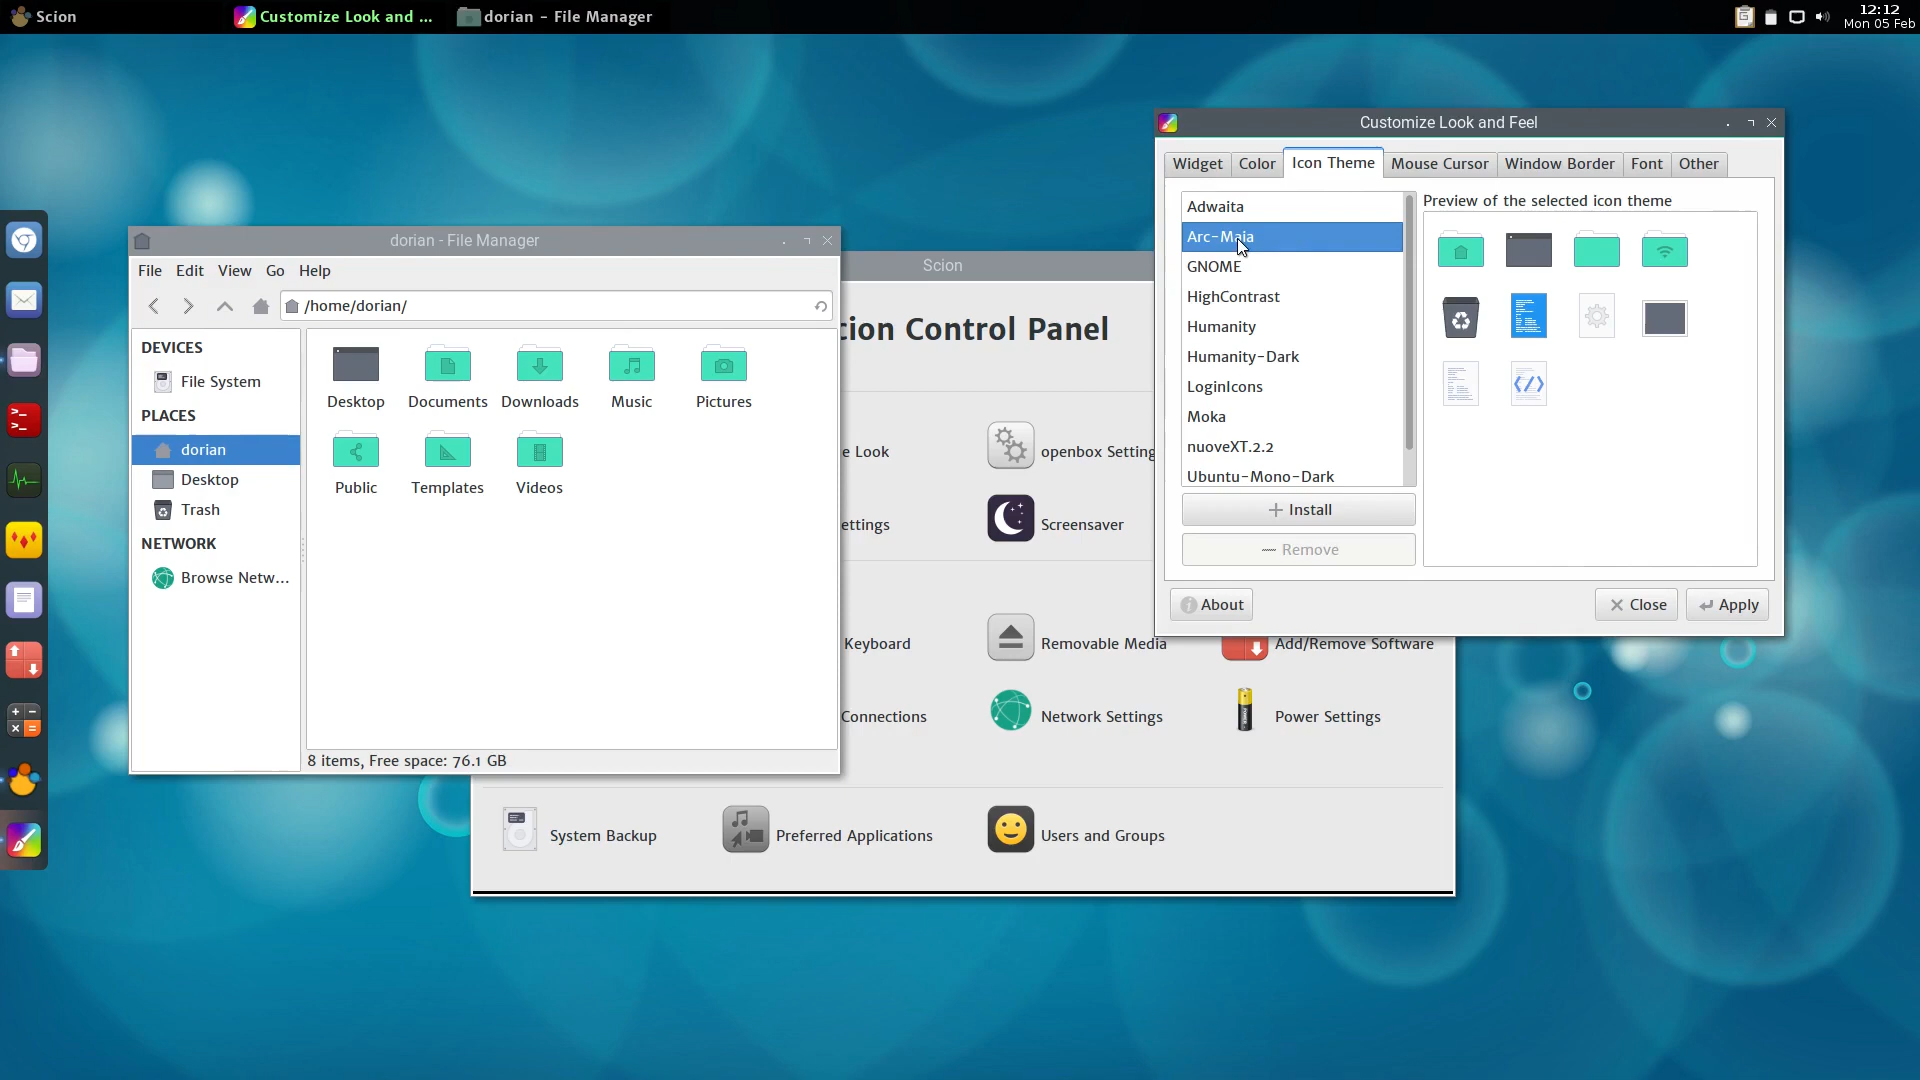 Scion
Customize Look and ...
dorian - File Manager
12:12
Mon 05 Feb
Customize Look and Feel
Widget
Color
Icon Theme
Mouse Cursor
Window Border
Font
Other
Adwaita
Arc-Maia
GNOME
HighContrast
Humanity
Humanity-Dark
LoginIcons
Moka
nuoveXT.2.2
Ubuntu-Mono-Dark
Install
Remove
Preview of the selected icon theme
About
Close
Apply
dorian - File Manager
File
Edit
View
Go
Help
/home/dorian/
DEVICES
File System
PLACES
dorian
Desktop
Trash
NETWORK
Browse Netw...
Desktop
Documents
Downloads
Music
Pictures
Public
Templates
Videos
8 items, Free space: 76.1 GB
Scion
cion Control Panel
e Look
openbox Setting
ettings
Screensaver
Keyboard
Removable Media
Add/Remove Software
Connections
Network Settings
Power Settings
System Backup
Preferred Applications
Users and Groups